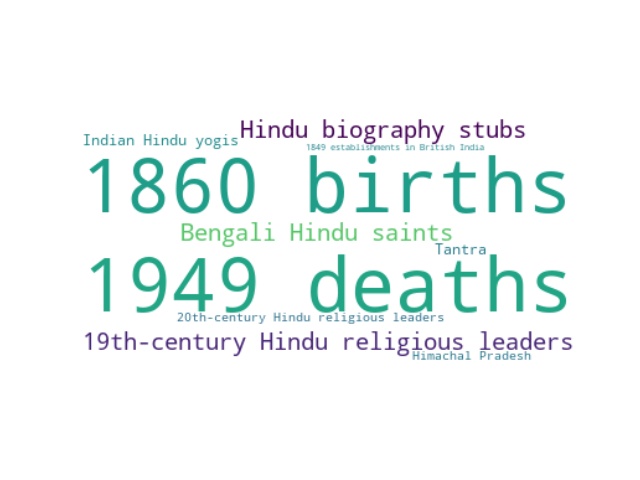 Hindu biography stubs
Indian Hindu yogis
1849 establishments in British India
1860 births
Bengali Hindu saints
Tantra
1949 deaths
20th-century Hindu religious leaders
19th-century Hindu religious leaders
Himachal Pradesh